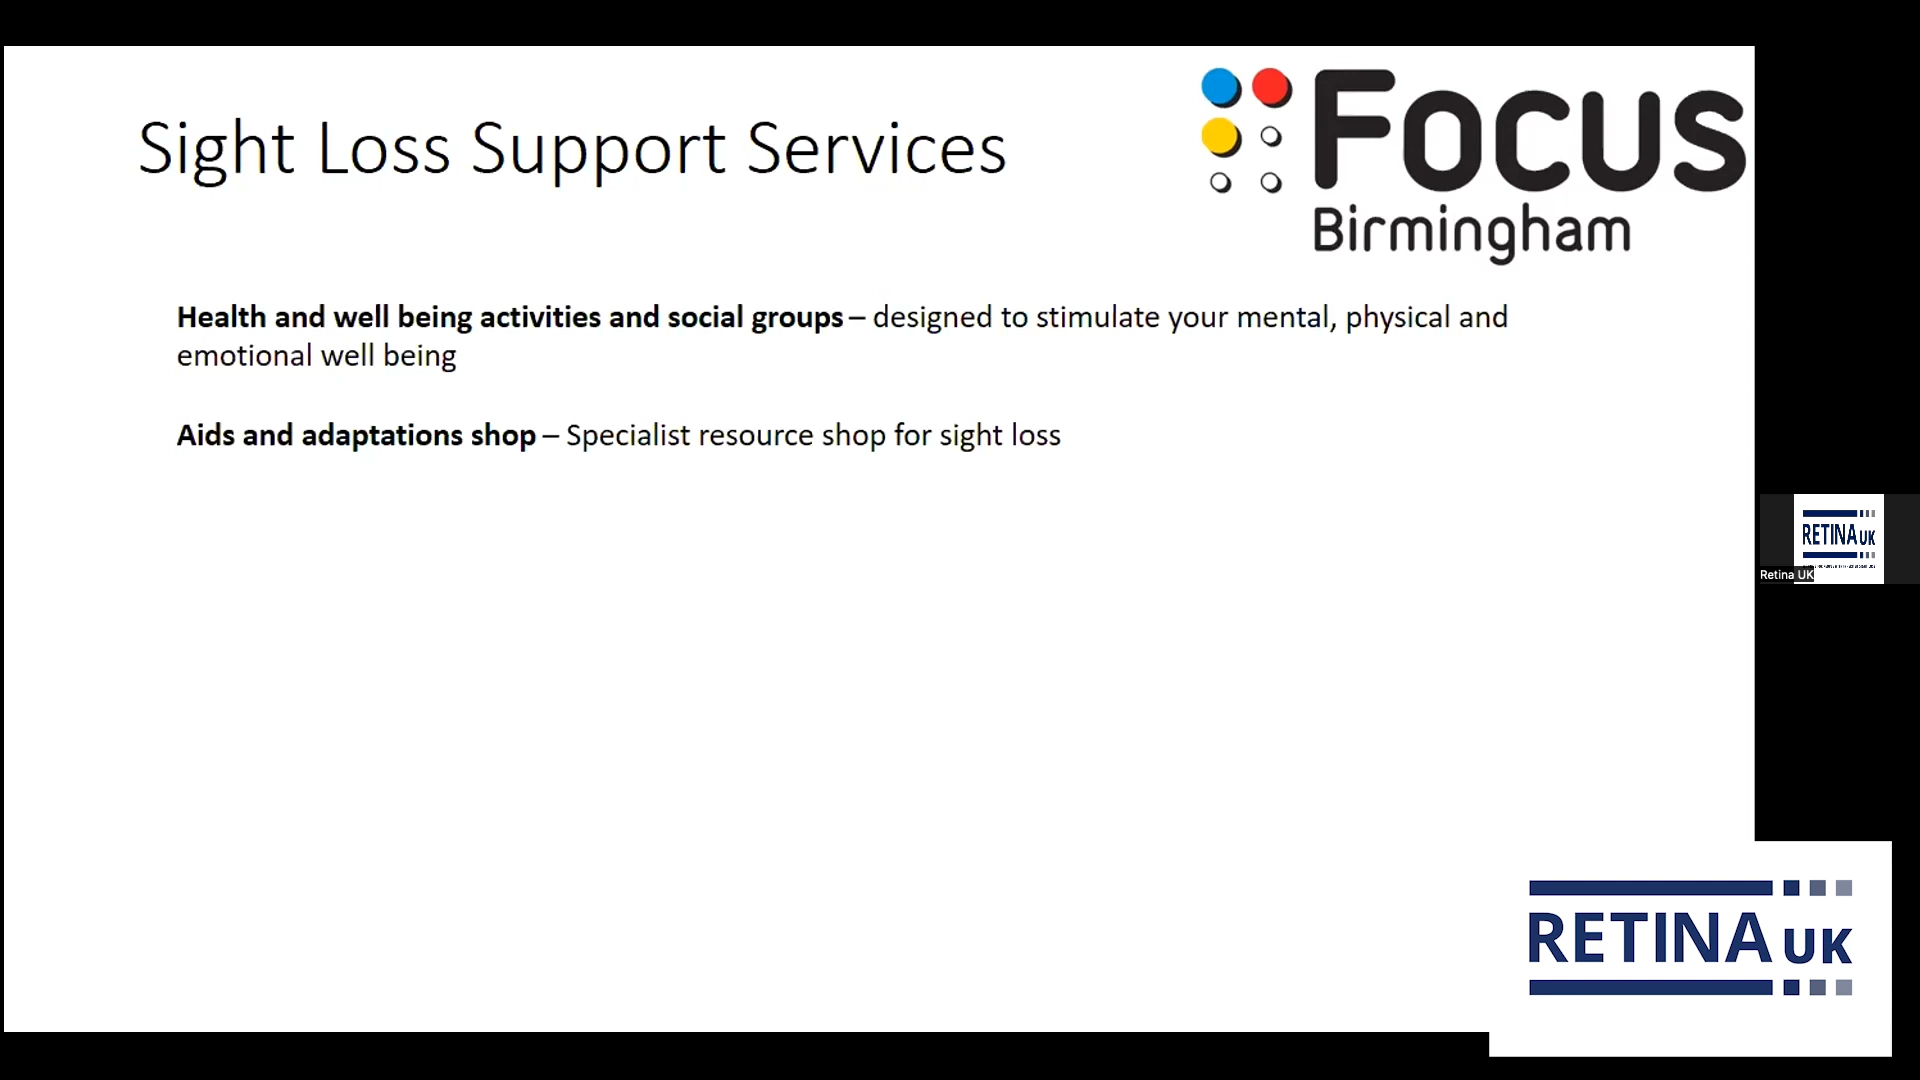 Sight Loss Support Services
Focus
Birmingham
Health and well being activities and social groups – designed to stimulate your mental, physical and
emotional well being
Aids and adaptations shop – Specialist resource shop for sight loss
RETINA UK
Retina UK
RETINA UK